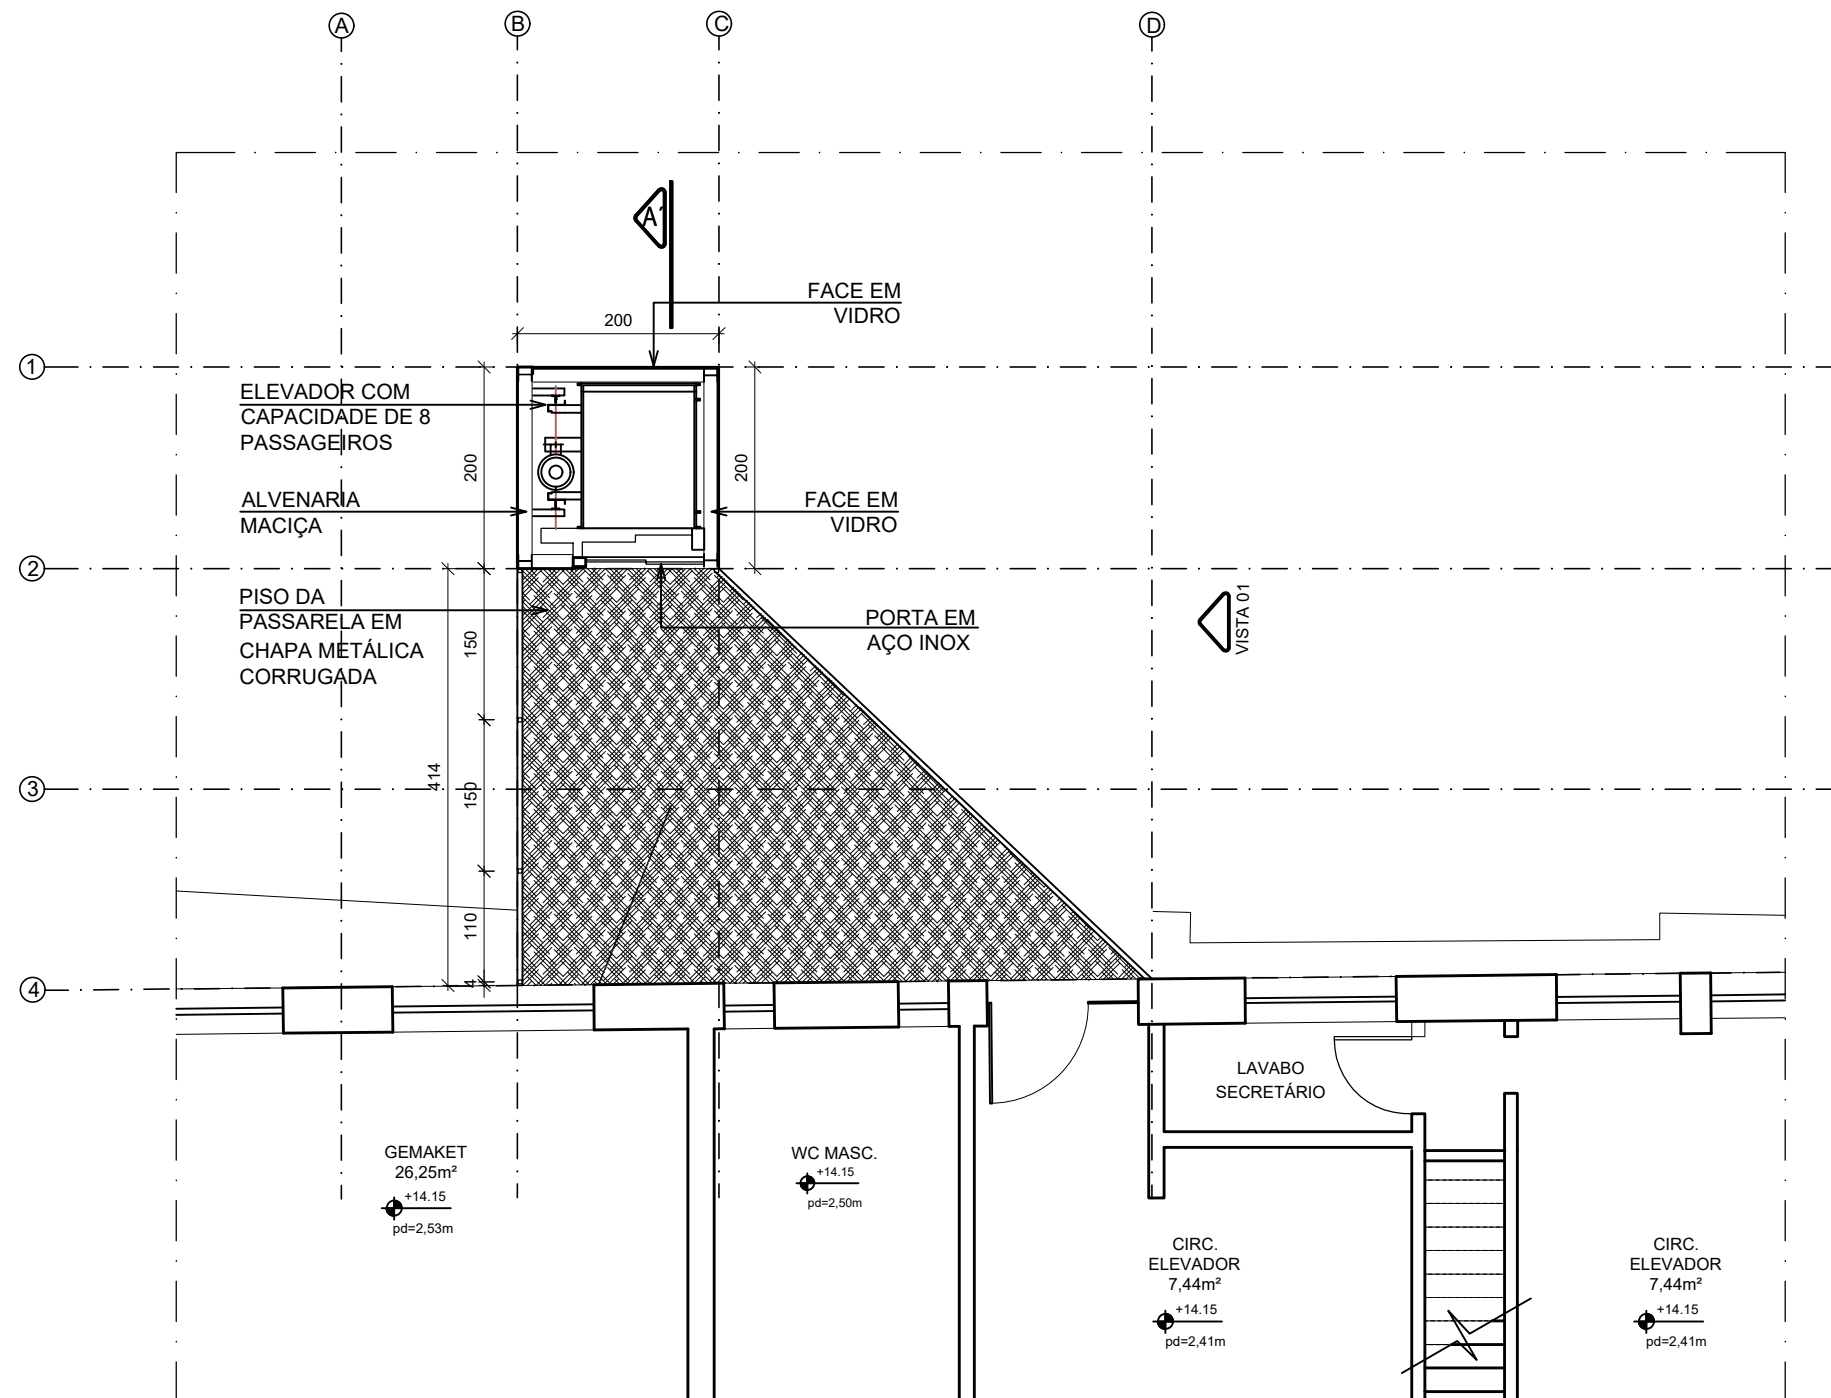 A
B
C
D
A'
FACE EM
VIDRO
200
1
ELEVADOR COM
CAPACIDADE DE 8
PASSAGEIROS
200
200
ALVENARIA
MACIÇA
FACE EM
VIDRO
2
PISO DA
PASSARELA EM
CHAPA METÁLICA
CORRUGADA
150
PORTA EM
AÇO INOX
VISTA 01
3
414
150
110
4
4
LAVABO
SECRETÁRIO
GEMAKET
26,25m²
+14.15
pd=2,53m
WC MASC.
+14.15
pd=2,50m
CIRC.
ELEVADOR
7,44m²
+14.15
pd=2,41m
CIRC.
ELEVADOR
7,44m²
+14.15
pd=2,41m